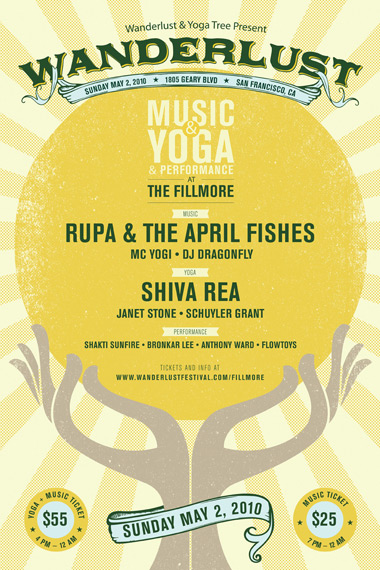 Wanderlust & Yoga Tree Present
WANDERLUST
SUNDAY MAY 2, 2010 ★ 1805 GEARY BLVD ★ SAN FRANCISCO, CA
MUSIC
&
YOGA
& PERFORMANCE
AT
THE FILLMORE
MUSIC
RUPA & THE APRIL FISHES
MC YOGI • DJ DRAGONFLY
YOGA
SHIVA REA
JANET STONE • SCHUYLER GRANT
PERFORMANCE
SHAKTI SUNFIRE • BRONKAR LEE • ANTHONY WARD • FLOWTOYS
TICKETS AND INFO AT
WWW.WANDERLUSTFESTIVAL.COM/FILLMORE
YOGA + MUSIC TICKET
$55
4 PM – 12 AM
SUNDAY MAY 2, 2010
MUSIC TICKET
$25
7 PM – 12 AM